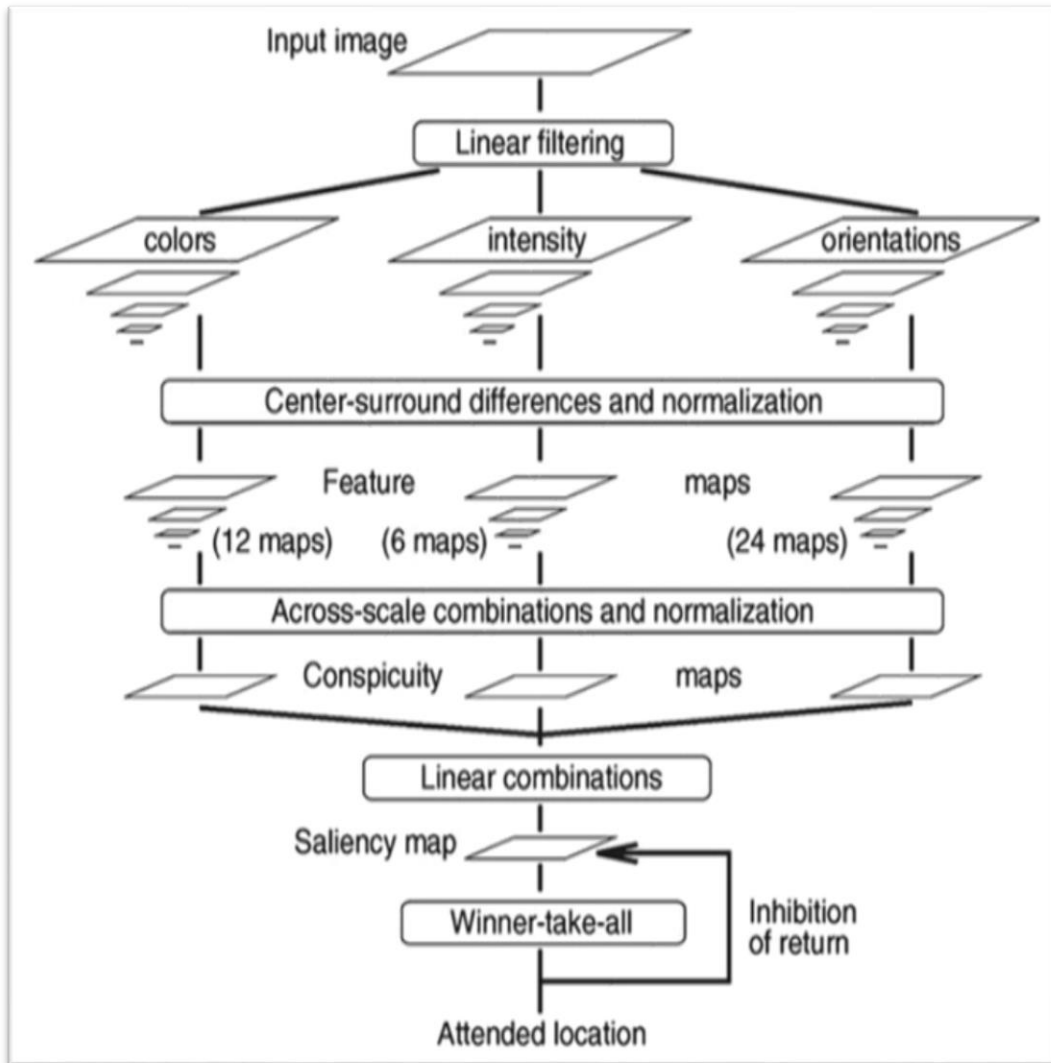 Input image
Linear filtering
colors
intensity
orientations
Center-surround differences and normalization
Feature maps
(12 maps) (6 maps) (24 maps)
Across-scale combinations and normalization
Conspicuity maps
Linear combinations
Saliency map
Winner-take-all
Inhibition
of return
Attended location